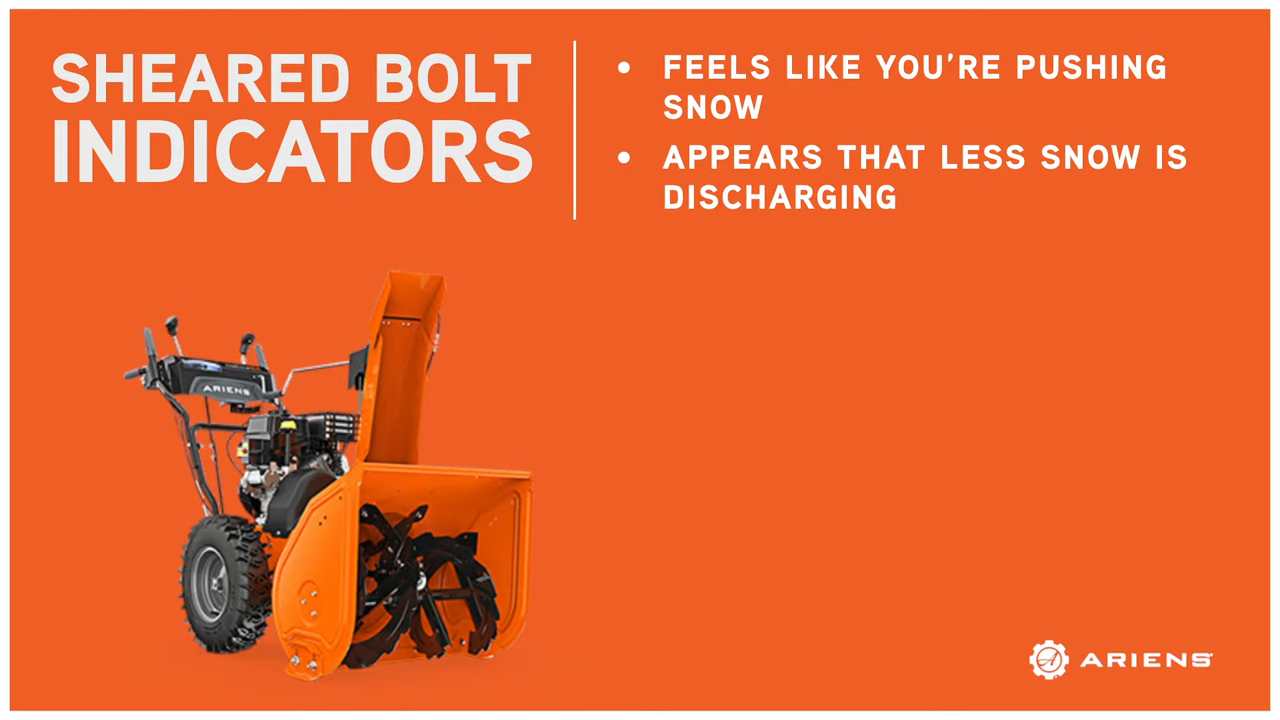 SHEARED BOLT
INDICATORS
• FEELS LIKE YOU'RE PUSHING
SNOW
• APPEARS THAT LESS SNOW IS
DISCHARGING
ARIENS
ARIENS